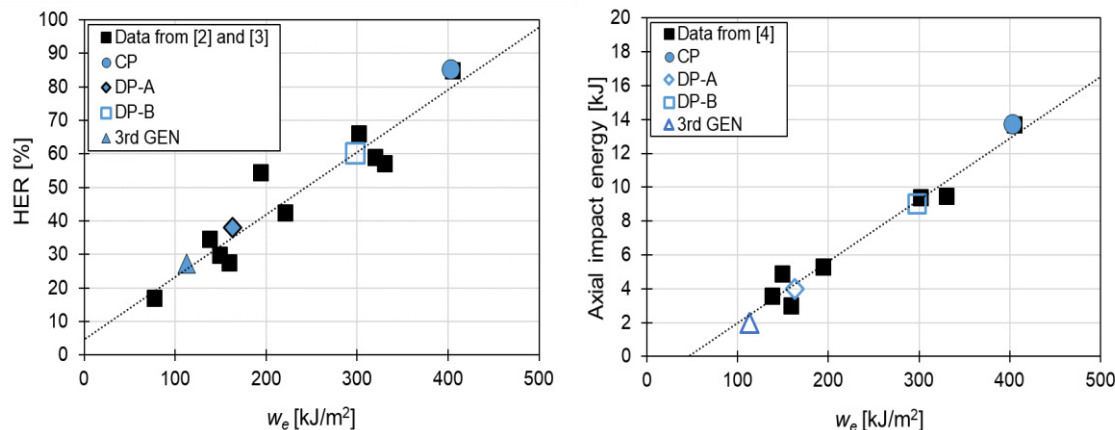 HER [%]
100
90
80
70
60
50
40
30
20
10
0
Data from [2] and [3]
CP
DP-A
DP-B
3rd GEN
0 100 200 300 400 500
wₑ [kJ/m²]
Axial impact energy [kJ]
20
18
16
14
12
10
8
6
4
2
0
Data from [4]
CP
DP-A
DP-B
3rd GEN
0 100 200 300 400 500
wₑ [kJ/m²]